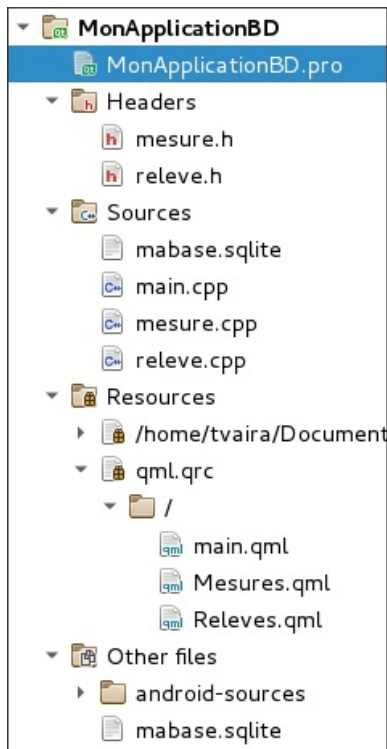 MonApplicationBD
MonApplicationBD.pro
Headers
mesure.h
releve.h
Sources
mabase.sqlite
main.cpp
mesure.cpp
releve.cpp
Resources
/home/tvaira/Document
qml.qrc
/
main.qml
Mesures.qml
Releves.qml
Other files
android-sources
mabase.sqlite